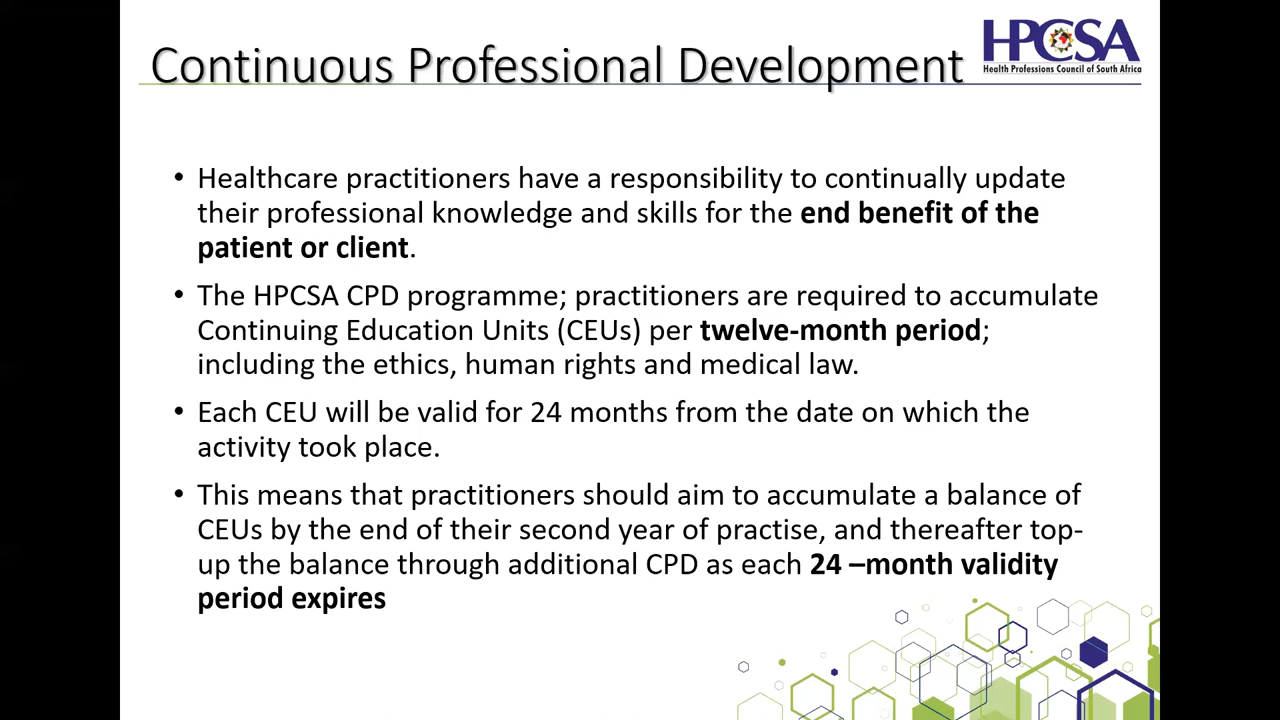 Continuous Professional Development
HPCSA
Health Professions Council of South Africa
• Healthcare practitioners have a responsibility to continually update
their professional knowledge and skills for the end benefit of the
patient or client.
• The HPCSA CPD programme; practitioners are required to accumulate
Continuing Education Units (CEUs) per twelve-month period;
including the ethics, human rights and medical law.
• Each CEU will be valid for 24 months from the date on which the
activity took place.
• This means that practitioners should aim to accumulate a balance of
CEUs by the end of their second year of practise, and thereafter top-
up the balance through additional CPD as each 24 –month validity
period expires